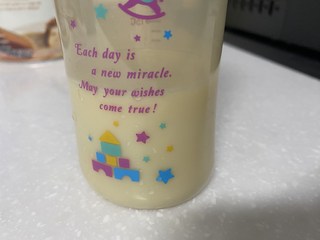 Each day is
a new miracle.
May your wishes
come true!